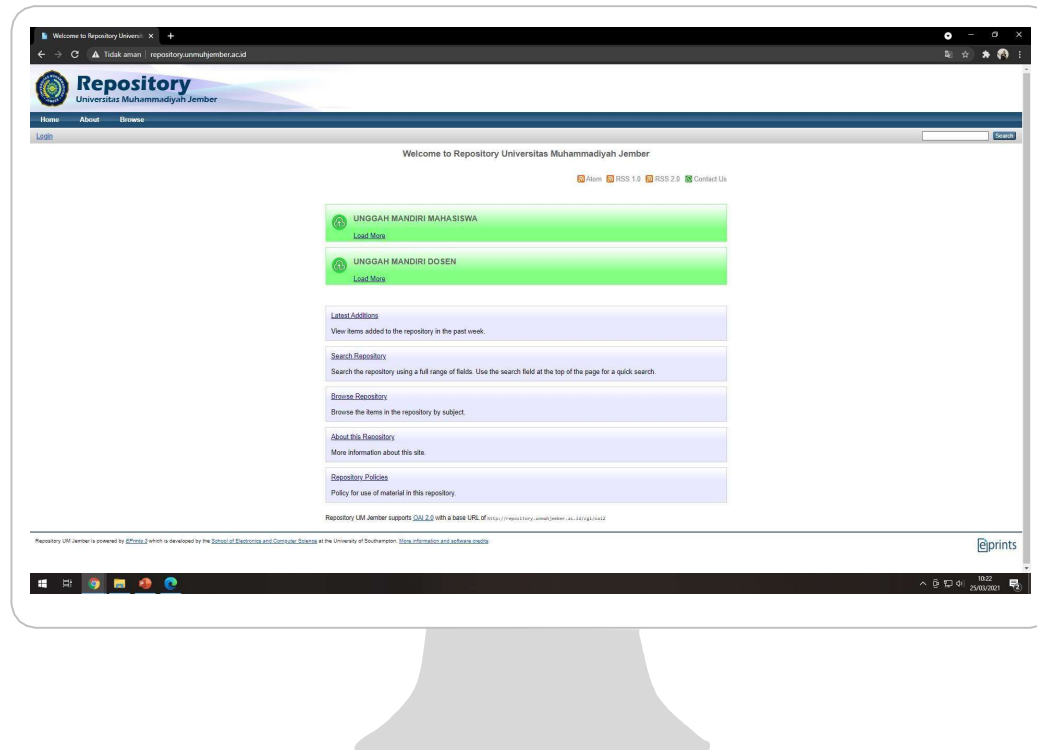 Welcome to Repository Universit
Tidak aman | repository.unmuhjember.ac.id
Repository
Universitas Muhammadiyah Jember
Home About Browse
Login
Search
Welcome to Repository Universitas Muhammadiyah Jember
Atom RSS 1.0 RSS 2.0 Contact Us
UNGGAH MANDIRI MAHASISWA
Load More
UNGGAH MANDIRI DOSEN
Load More
Latest Additions
View items added to the repository in the past week.
Search Repository
Search the repository using a full range of fields. Use the search field at the top of the page for a quick search.
Browse Repository
Browse the items in the repository by subject.
About this Repository
More information about this site.
Repository Policies
Policy for use of material in this repository.
Repository UM Jember supports OAI 2.0 with a base URL of http://repository.unmuhjember.ac.id/cgi/oai2
Repository UM Jember is powered by EPrints 3 which is developed by the School of Electronics and Computer Science at the University of Southampton. More information and software credits.
eprints
10:22
25/03/2021